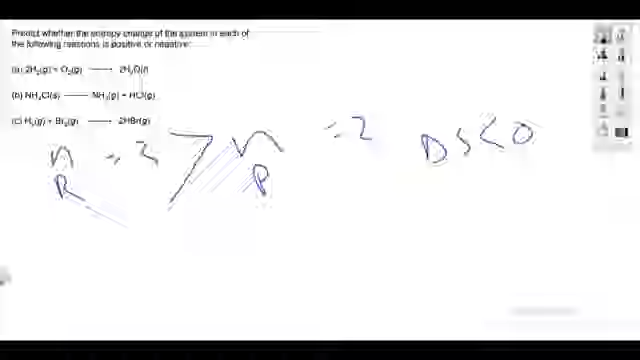 Predict whether the entropy change of the system in each of
the following reactions is positive or negative:
(a) 2H₂(g) + O₂(g) ⟶ 2H₂O(l)
(b) NH₄Cl(s) ⟶ NH₃(g) + HCl(g)
(c) H₂(g) + Br₂(g) ⟶ 2HBr(g)
n = 3 > n = 2 DS<0
R P